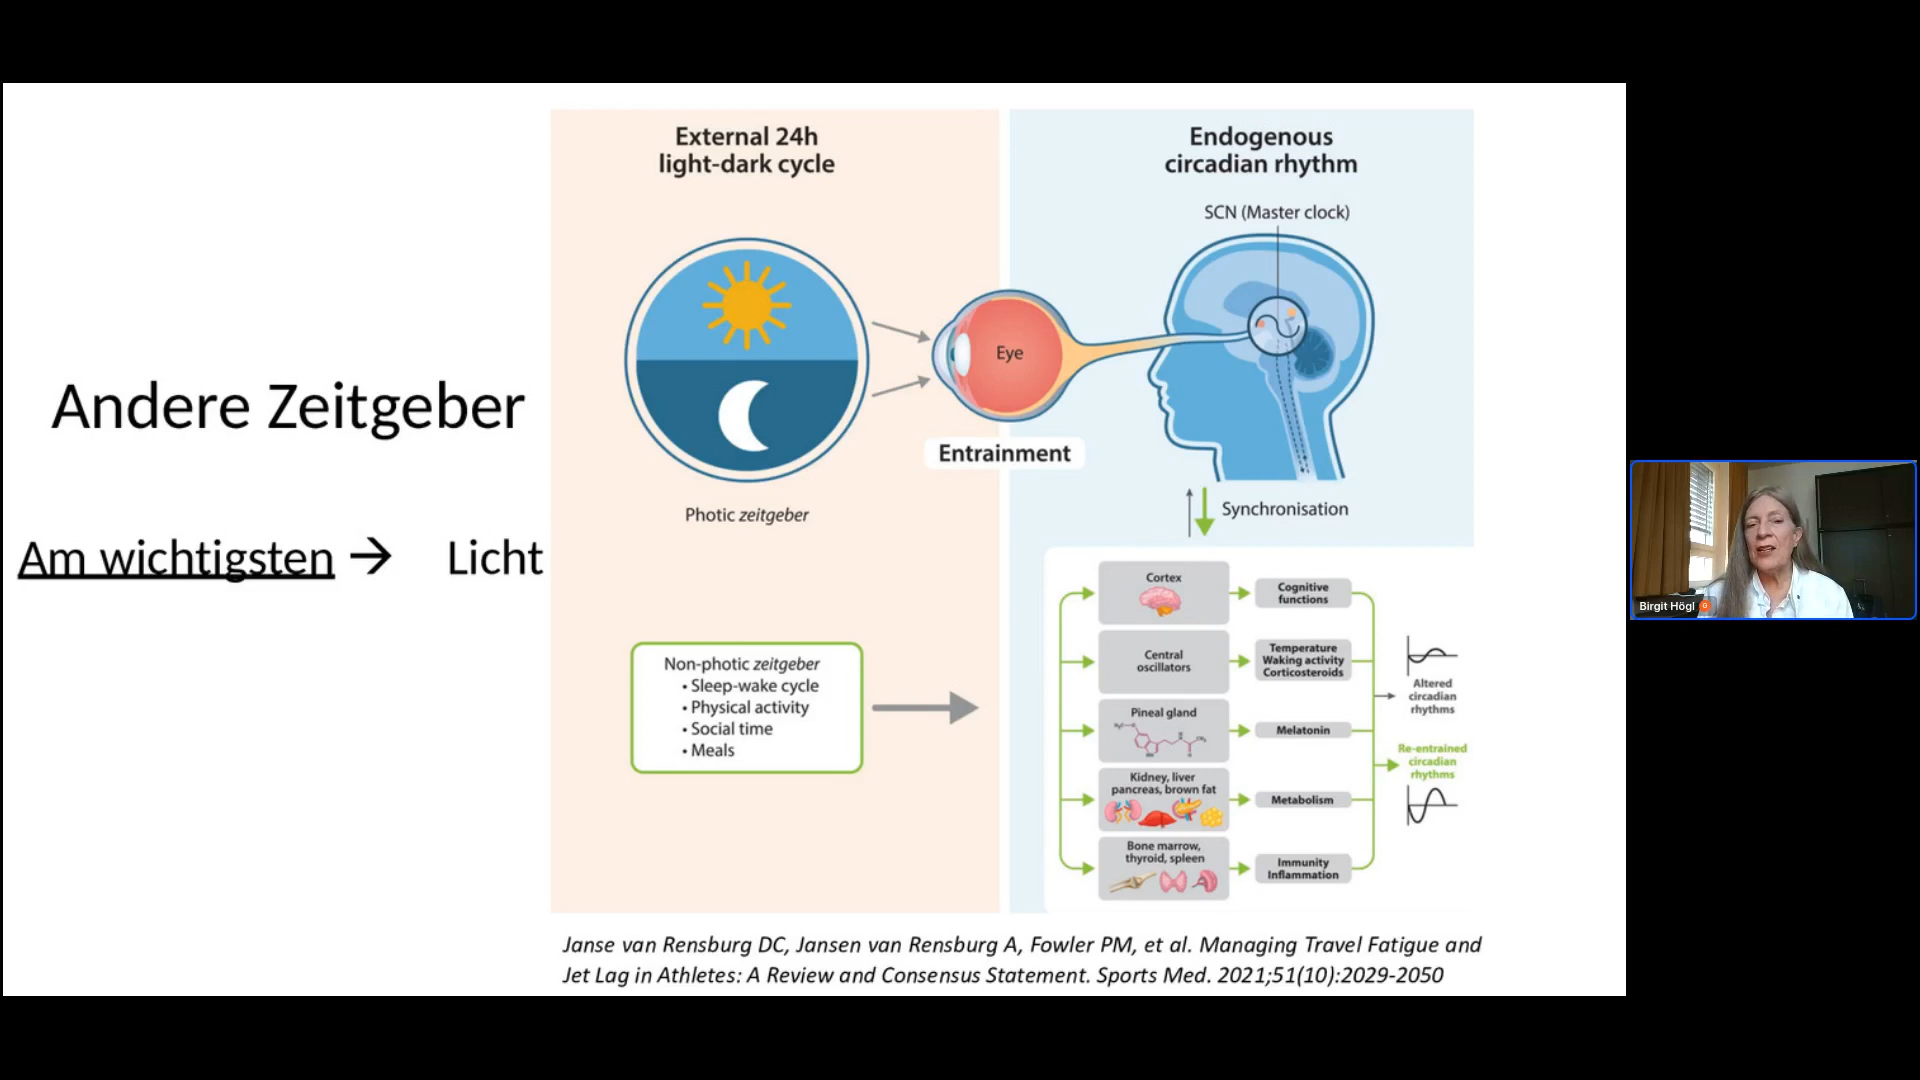 Andere Zeitgeber
Am wichtigsten → Licht
External 24h
light-dark cycle
Photic zeitgeber
Non-photic zeitgeber
• Sleep-wake cycle
• Physical activity
• Social time
• Meals
Eye
Entrainment
Endogenous
circadian rhythm
SCN (Master clock)
Synchronisation
Cortex
Cognitive
functions
Central
oscillators
Temperature
Waking activity
Corticosteroids
Pineal gland
Melatonin
Kidney, liver
pancreas, brown fat
Metabolism
Bone marrow,
thyroid, spleen
Immunity
Inflammation
Altered
circadian
rhythms
Re-entrained
circadian
rhythms
Janse van Rensburg DC, Jansen van Rensburg A, Fowler PM, et al. Managing Travel Fatigue and
Jet Lag in Athletes: A Review and Consensus Statement. Sports Med. 2021;51(10):2029-2050
Birgit Högl